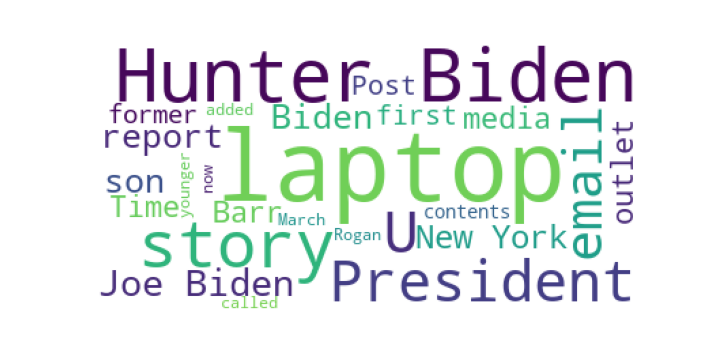 Hunter Biden
Post
former
added
Biden
first
media
report
laptop
email
outlet
son
younger
now
Time
Barr
March
contents
story
Rogan
U
New York
Joe Biden
President
called